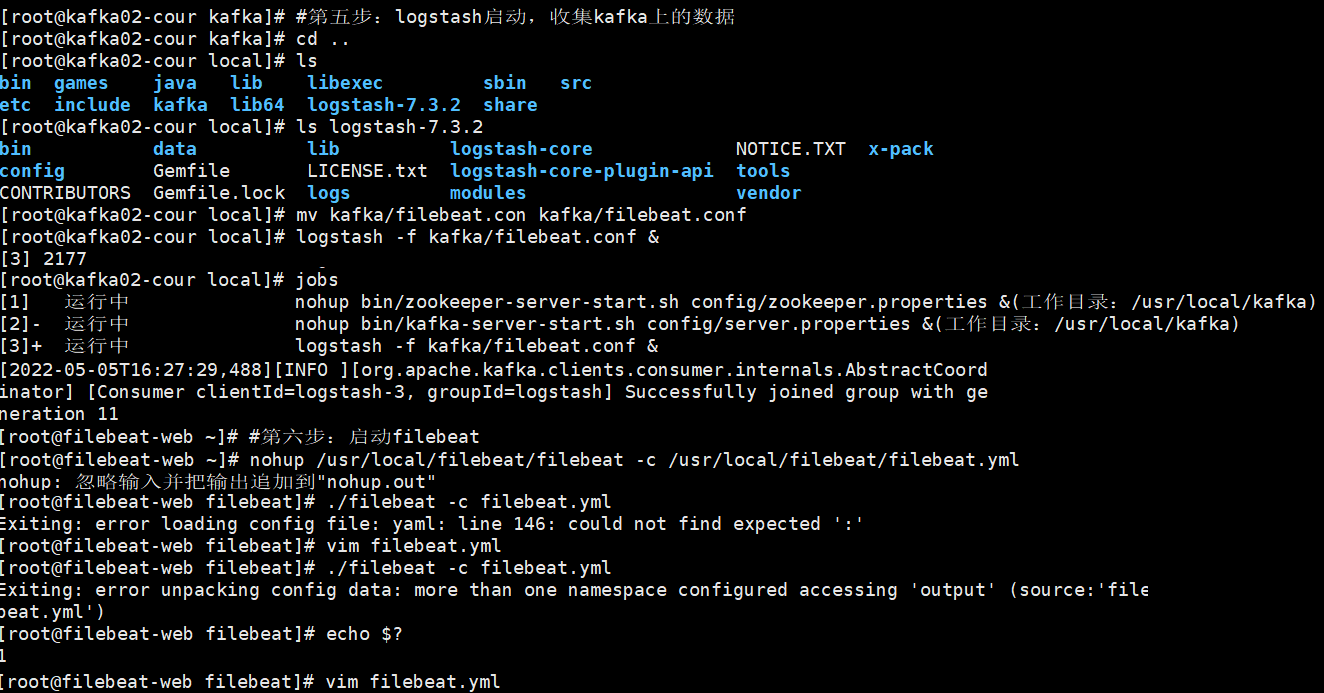 [root@kafka02-cour kafka]# #第五步：logstash启动，收集kafka上的数据
[root@kafka02-cour kafka]# cd ..
[root@kafka02-cour local]# ls
bin  games    java   lib    libexec         sbin   src
etc  include  kafka  lib64  logstash-7.3.2  share
[root@kafka02-cour local]# ls logstash-7.3.2
bin           data          lib          logstash-core             NOTICE.TXT  x-pack
config        Gemfile       LICENSE.txt  logstash-core-plugin-api  tools
CONTRIBUTORS  Gemfile.lock  logs         modules                   vendor
[root@kafka02-cour local]# mv kafka/filebeat.con kafka/filebeat.conf
[root@kafka02-cour local]# logstash -f kafka/filebeat.conf &
[3] 2177
[root@kafka02-cour local]# jobs
[1]   运行中               nohup bin/zookeeper-server-start.sh config/zookeeper.properties &(工作目录：/usr/local/kafka)
[2]-  运行中               nohup bin/kafka-server-start.sh config/server.properties &(工作目录：/usr/local/kafka)
[3]+  运行中               logstash -f kafka/filebeat.conf &
[2022-05-05T16:27:29,488][INFO ][org.apache.kafka.clients.consumer.internals.AbstractCoord
inator] [Consumer clientId=logstash-3, groupId=logstash] Successfully joined group with ge
neration 11
[root@filebeat-web ~]# #第六步：启动filebeat
[root@filebeat-web ~]# nohup /usr/local/filebeat/filebeat -c /usr/local/filebeat/filebeat.yml
nohup: 忽略输入并把输出追加到"nohup.out"
[root@filebeat-web filebeat]# ./filebeat -c filebeat.yml
Exiting: error loading config file: yaml: line 146: could not find expected ':'
[root@filebeat-web filebeat]# vim filebeat.yml
[root@filebeat-web filebeat]# ./filebeat -c filebeat.yml
Exiting: error unpacking config data: more than one namespace configured accessing 'output' (source:'file
beat.yml')
[root@filebeat-web filebeat]# echo $?
1
[root@filebeat-web filebeat]# vim filebeat.yml